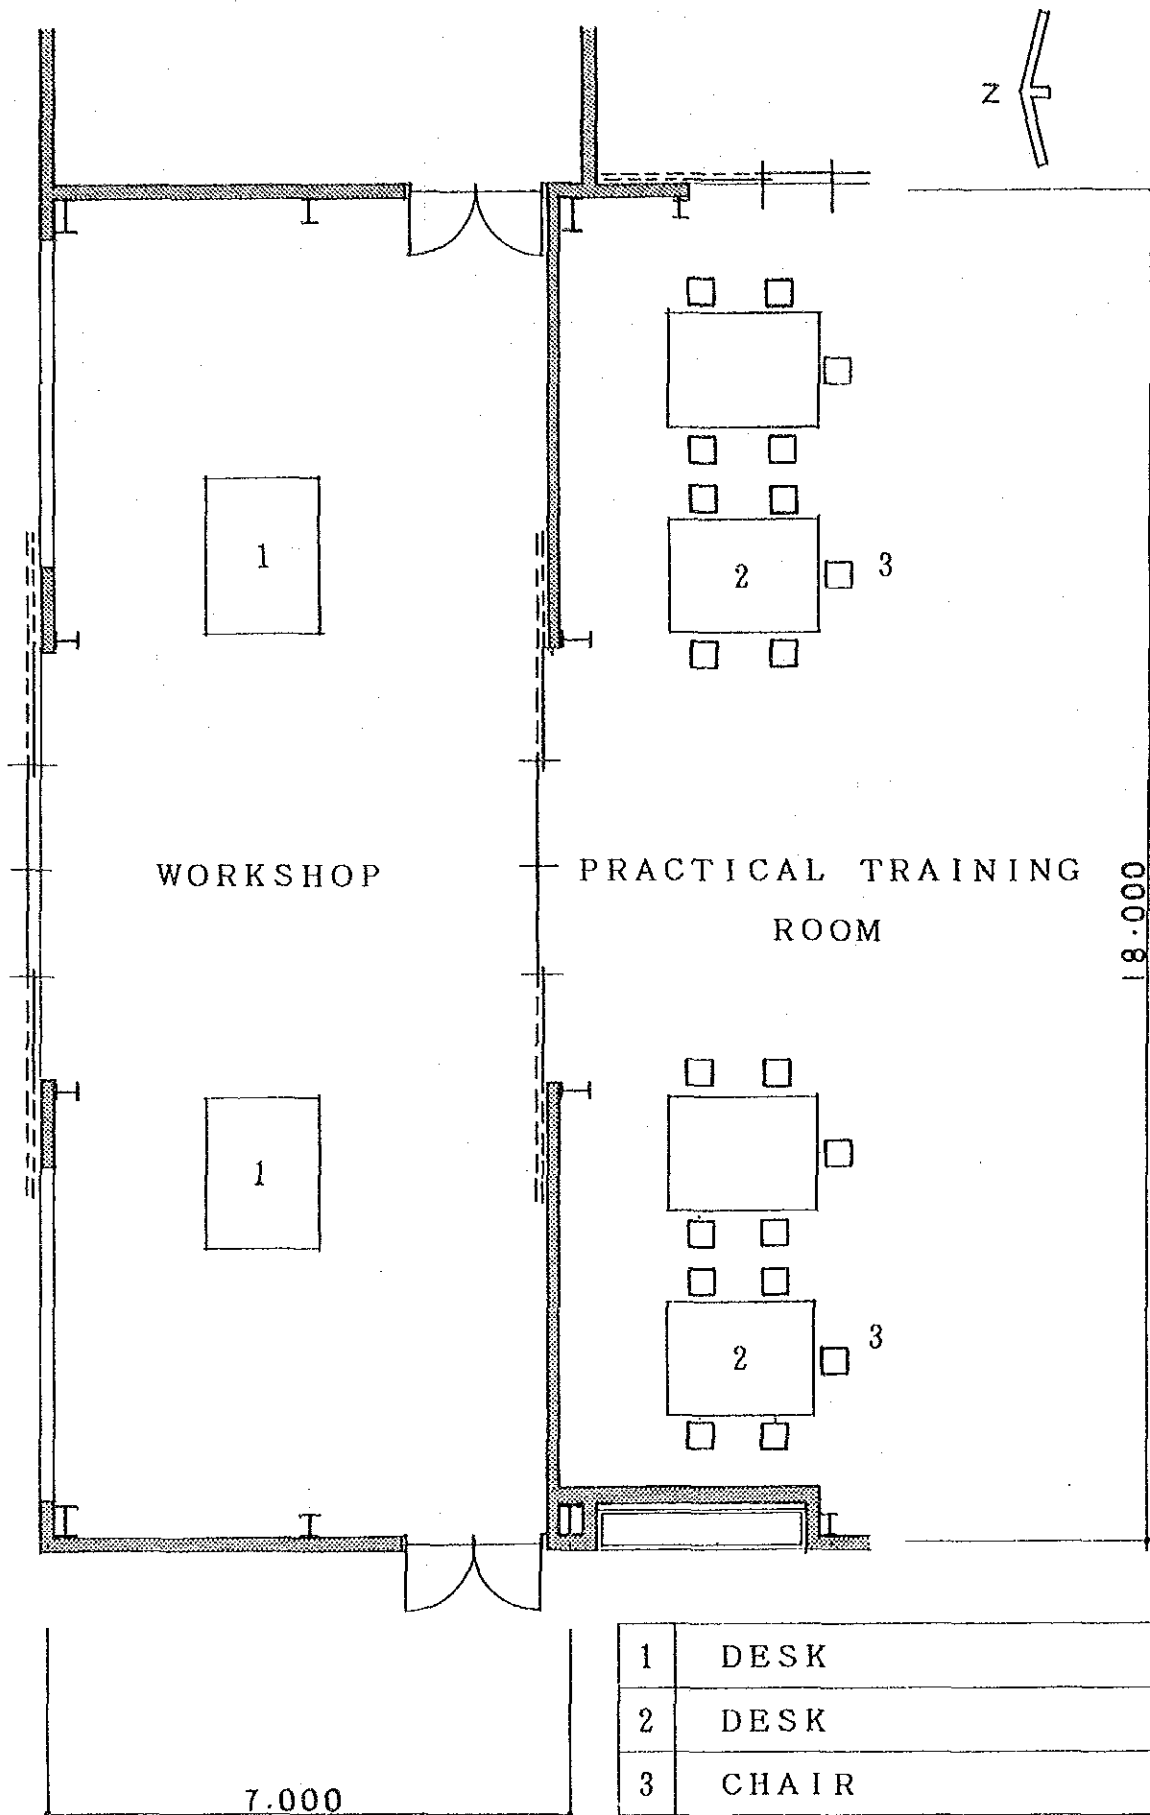 Z
1
2 3
WORKSHOP
PRACTICAL TRAINING
ROOM
18.000
1
2 3
1 DESK
2 DESK
3 CHAIR
7.000